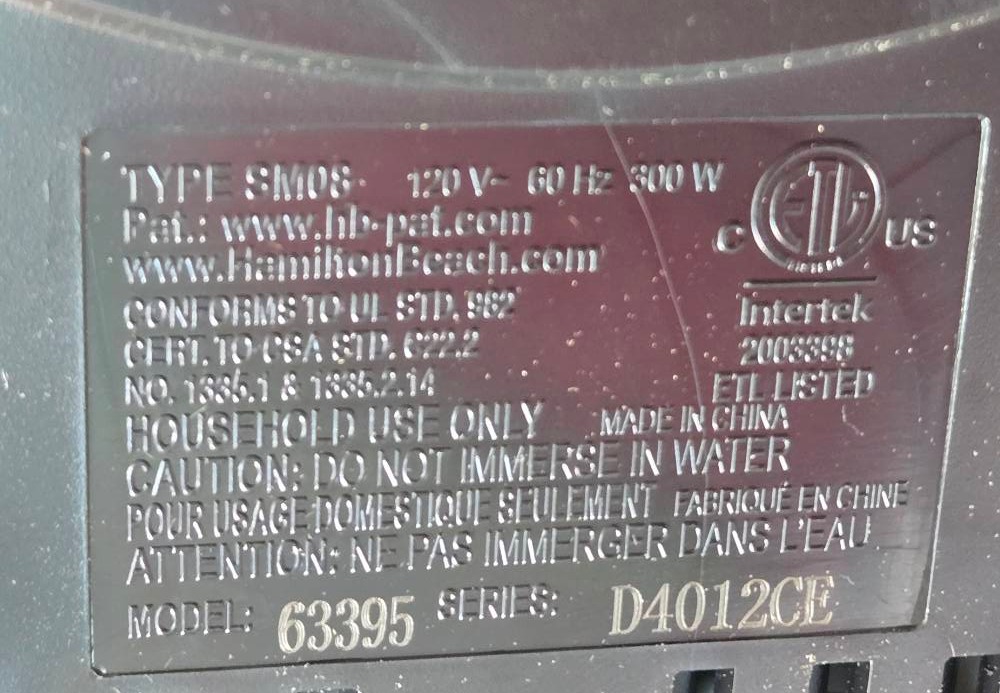 TYPE SM08 120 V~ 60 Hz 300 W
Pat.: www.hb-pat.com
www.HamiltonBeach.com
CONFORMS TO UL STD. 982
CERT. TO CSA STD. C22.2
NO. 1335.1 & 1335.2.14
ETL
C US
Intertek
2003398
ETL LISTED
HOUSEHOLD USE ONLY MADE IN CHINA
CAUTION: DO NOT IMMERSE IN WATER
POUR USAGE DOMESTIQUE SEULEMENT FABRIQUÉ EN CHINE
ATTENTION: NE PAS IMMERGER DANS L'EAU
MODEL: 63395 SERIES: D4012CE